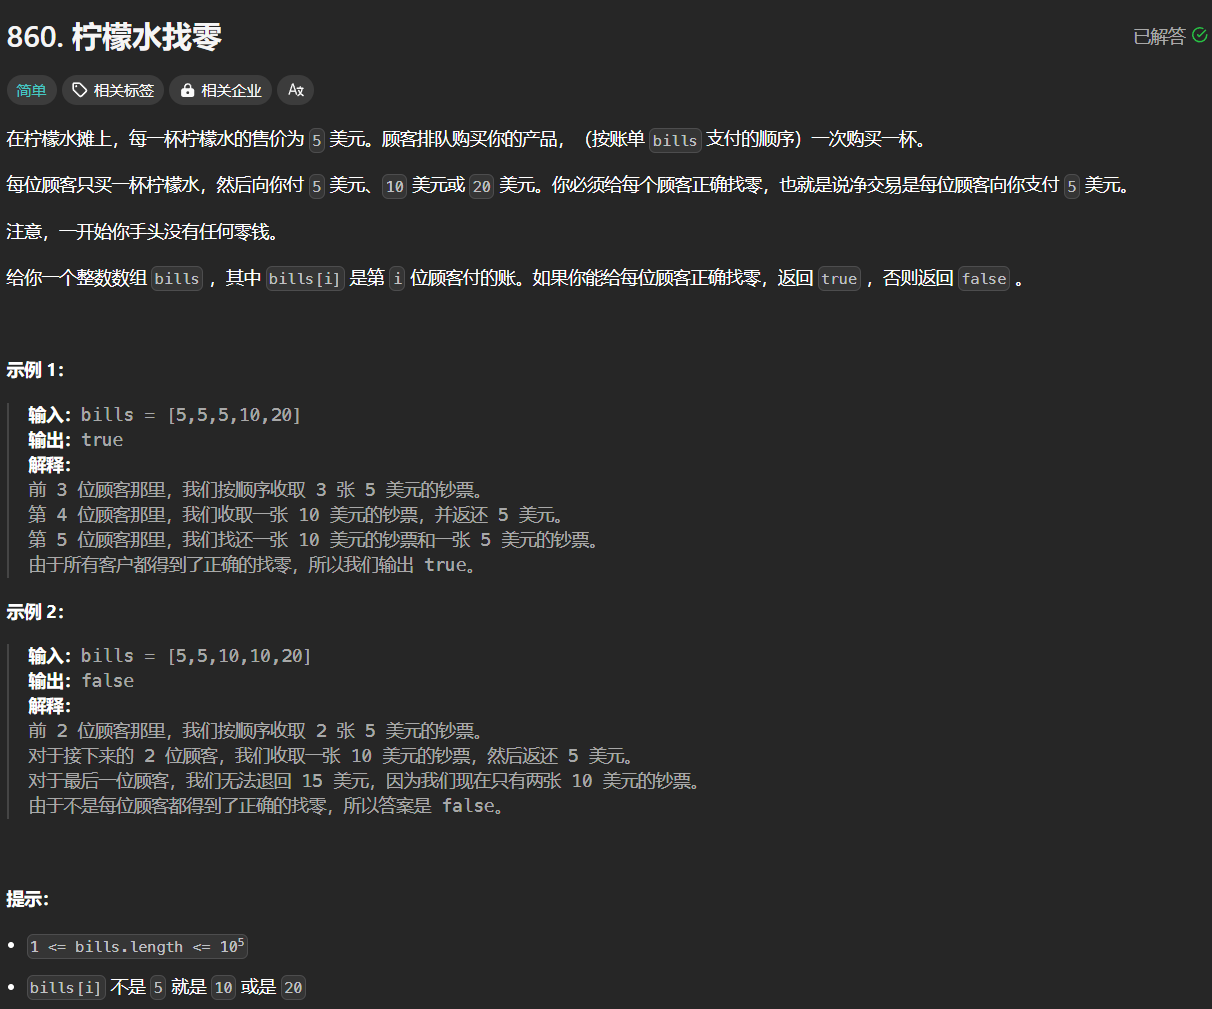 860. 柠檬水找零
已解答
简单
相关标签
相关企业
在柠檬水摊上，每一杯柠檬水的售价为 5 美元。顾客排队购买你的产品，（按账单 bills 支付的顺序）一次购买一杯。
每位顾客只买一杯柠檬水，然后向你付 5 美元、10 美元或 20 美元。你必须给每个顾客正确找零，也就是说净交易是每位顾客向你支付 5 美元。
注意，一开始你手头没有任何零钱。
给你一个整数数组 bills ，其中 bills[i] 是第 i 位顾客付的账。如果你能给每位顾客正确找零，返回 true ，否则返回 false 。
示例 1：
输入：bills = [5,5,5,10,20]
输出：true
解释：
前 3 位顾客那里，我们按顺序收取 3 张 5 美元的钞票。
第 4 位顾客那里，我们收取一张 10 美元的钞票，并返还 5 美元。
第 5 位顾客那里，我们找还一张 10 美元的钞票和一张 5 美元的钞票。
由于所有客户都得到了正确的找零，所以我们输出 true。
示例 2：
输入：bills = [5,5,10,10,20]
输出：false
解释：
前 2 位顾客那里，我们按顺序收取 2 张 5 美元的钞票。
对于接下来的 2 位顾客，我们收取一张 10 美元的钞票，然后返还 5 美元。
对于最后一位顾客，我们无法退回 15 美元，因为我们现在只有两张 10 美元的钞票。
由于不是每位顾客都得到了正确的找零，所以答案是 false。
提示：
• 1 <= bills.length <= 10⁵
• bills[i] 不是 5 就是 10 或是 20